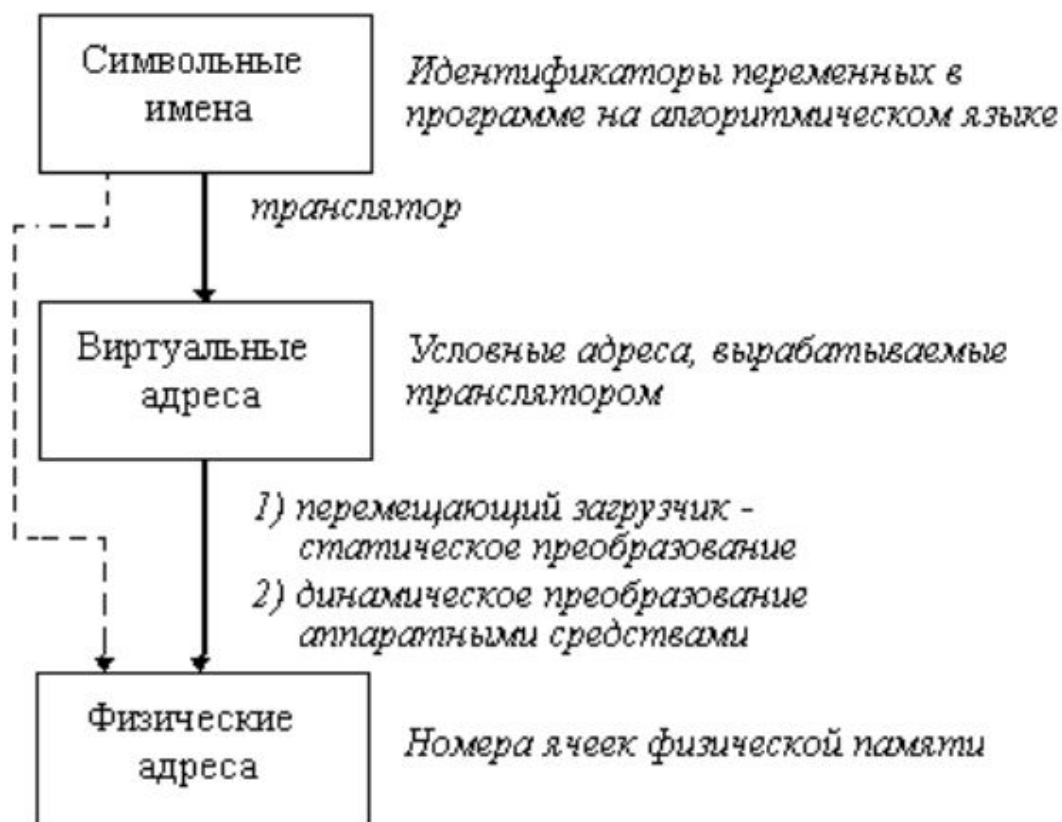 Символьные
имена
Идентификаторы переменных в
программе на алгоритмическом языке
транслятор
Виртуальные
адреса
Условные адреса, вырабатываемые
транслятором
1) перемещающий загрузчик -
статическое преобразование
2) динамическое преобразование
аппаратными средствами
Физические
адреса
Номера ячеек физической памяти